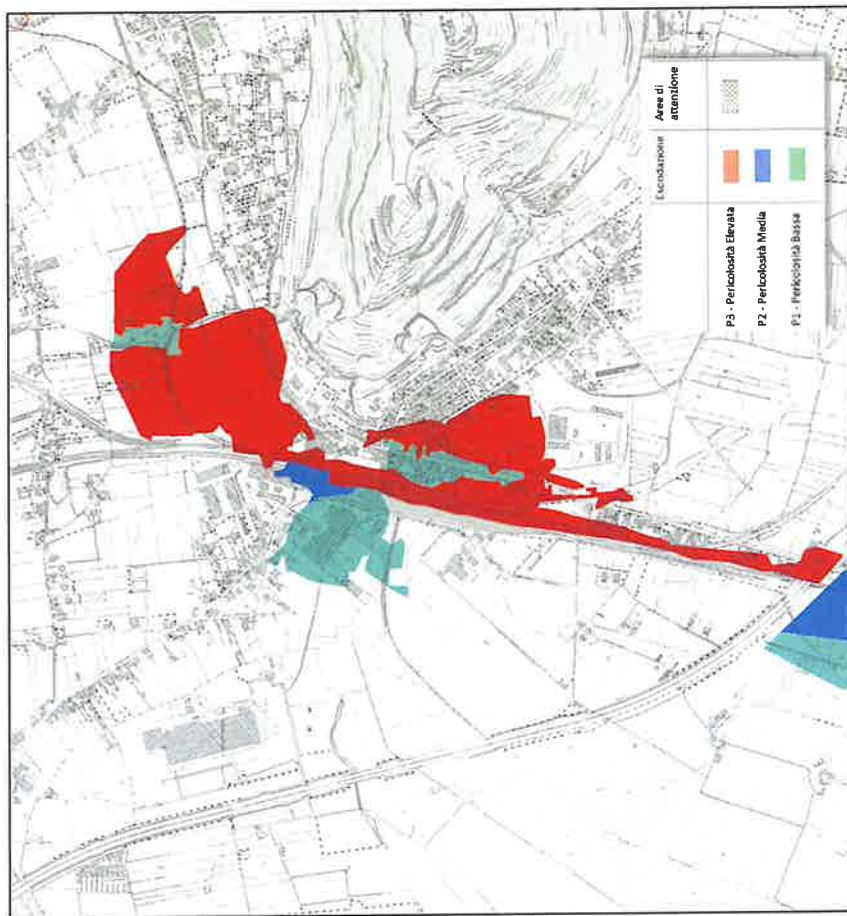 Esondazione
Aree di
attenzione
P3 - Pericolosità Elevata
P2 - Pericolosità Media
P1 - Pericolosità Bassa